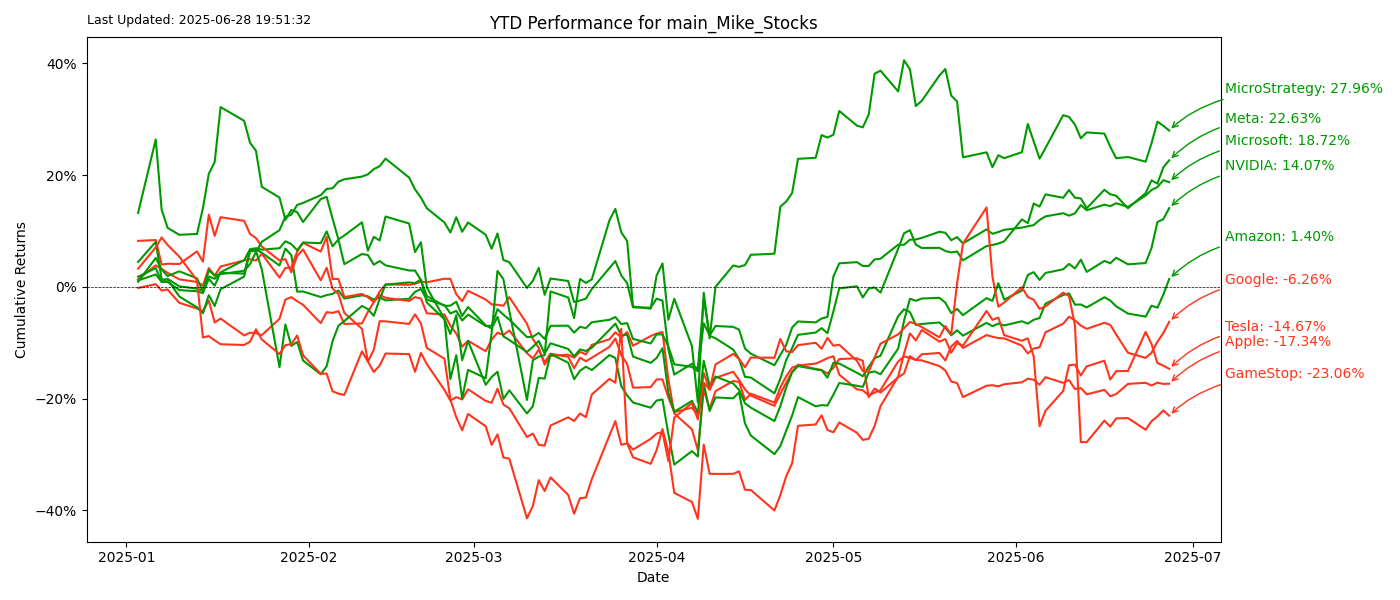 Last Updated: 2025-06-28 19:51:32
YTD Performance for main_Mike_Stocks
Cumulative Returns
40%
20%
0%
−20%
−40%
MicroStrategy: 27.96%
Meta: 22.63%
Microsoft: 18.72%
NVIDIA: 14.07%
Amazon: 1.40%
Google: -6.26%
Tesla: -14.67%
Apple: -17.34%
GameStop: -23.06%
2025-01 2025-02 2025-03 2025-04 2025-05 2025-06 2025-07
Date